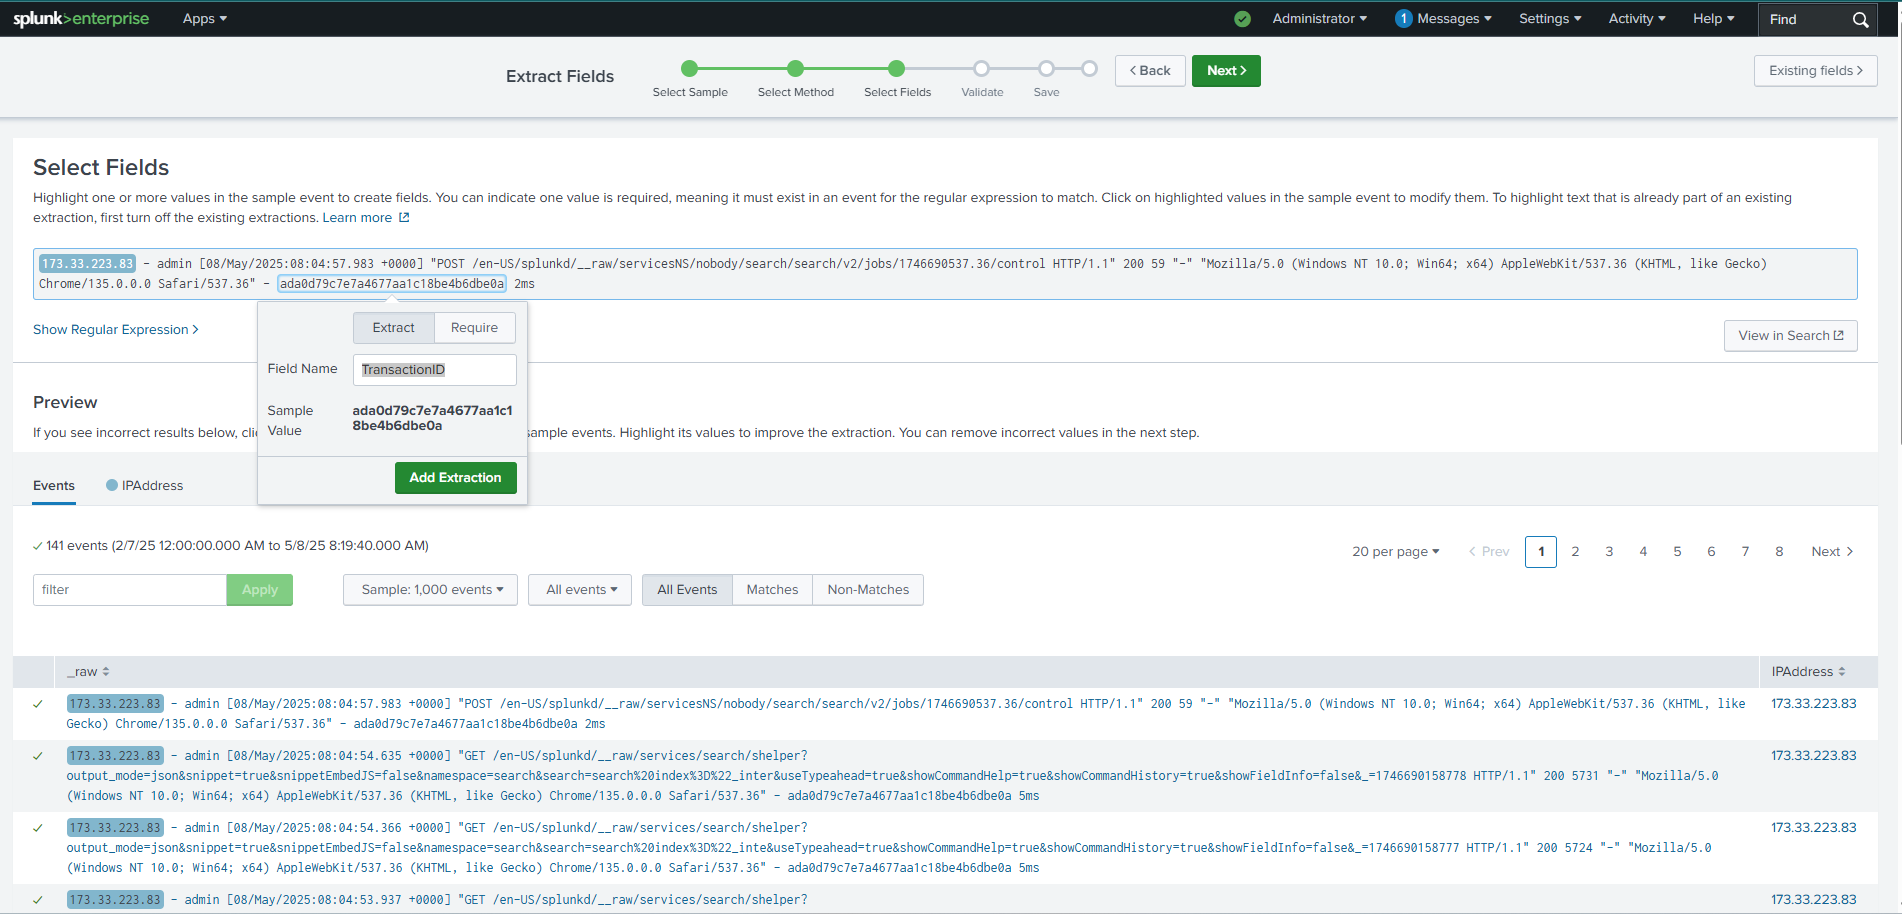 splunk>enterprise Apps Administrator 1 Messages Settings Activity Help Find
Extract Fields
Select Sample Select Method Select Fields Validate Save
< Back Next >
Existing fields >
Select Fields
Highlight one or more values in the sample event to create fields. You can indicate one value is required, meaning it must exist in an event for the regular expression to match. Click on highlighted values in the sample event to modify them. To highlight text that is already part of an existing
extraction, first turn off the existing extractions. Learn more
173.33.223.83 - admin [08/May/2025:08:04:57.983 +0000] "POST /en-US/splunkd/__raw/servicesNS/nobody/search/search/v2/jobs/1746690537.36/control HTTP/1.1" 200 59 "-" "Mozilla/5.0 (Windows NT 10.0; Win64; x64) AppleWebKit/537.36 (KHTML, like Gecko)
Chrome/135.0.0.0 Safari/537.36" - ada0d79c7e7a4677aa1c18be4b6dbe0a 2ms
Show Regular Expression >
View in Search
Extract Require
Field Name TransactionID
Sample Value ada0d79c7e7a4677aa1c1
8be4b6dbe0a
Add Extraction
Preview
If you see incorrect results below, clic ample events. Highlight its values to improve the extraction. You can remove incorrect values in the next step.
Events IPAddress
141 events (2/7/25 12:00:00.000 AM to 5/8/25 8:19:40.000 AM)
20 per page < Prev 1 2 3 4 5 6 7 8 Next >
filter Apply Sample: 1,000 events All events All Events Matches Non-Matches
_raw IPAddress
173.33.223.83 - admin [08/May/2025:08:04:57.983 +0000] "POST /en-US/splunkd/__raw/servicesNS/nobody/search/search/v2/jobs/1746690537.36/control HTTP/1.1" 200 59 "-" "Mozilla/5.0 (Windows NT 10.0; Win64; x64) AppleWebKit/537.36 (KHTML, like 173.33.223.83
Gecko) Chrome/135.0.0.0 Safari/537.36" - ada0d79c7e7a4677aa1c18be4b6dbe0a 2ms
173.33.223.83 - admin [08/May/2025:08:04:54.635 +0000] "GET /en-US/splunkd/__raw/services/search/shelper? 173.33.223.83
output_mode=json&snippet=true&snippetEmbedJS=false&namespace=search&search=search%20index%3D%22_inter&useTypeahead=true&showCommandHelp=true&showCommandHistory=true&showFieldInfo=false&_=1746690158778 HTTP/1.1" 200 5731 "-" "Mozilla/5.0
(Windows NT 10.0; Win64; x64) AppleWebKit/537.36 (KHTML, like Gecko) Chrome/135.0.0.0 Safari/537.36" - ada0d79c7e7a4677aa1c18be4b6dbe0a 5ms
173.33.223.83 - admin [08/May/2025:08:04:54.366 +0000] "GET /en-US/splunkd/__raw/services/search/shelper? 173.33.223.83
output_mode=json&snippet=true&snippetEmbedJS=false&namespace=search&search=search%20index%3D%22_inte&useTypeahead=true&showCommandHelp=true&showCommandHistory=true&showFieldInfo=false&_=1746690158777 HTTP/1.1" 200 5724 "-" "Mozilla/5.0
(Windows NT 10.0; Win64; x64) AppleWebKit/537.36 (KHTML, like Gecko) Chrome/135.0.0.0 Safari/537.36" - ada0d79c7e7a4677aa1c18be4b6dbe0a 5ms
173.33.223.83 - admin [08/May/2025:08:04:53.937 +0000] "GET /en-US/splunkd/__raw/services/search/shelper? 173.33.223.83